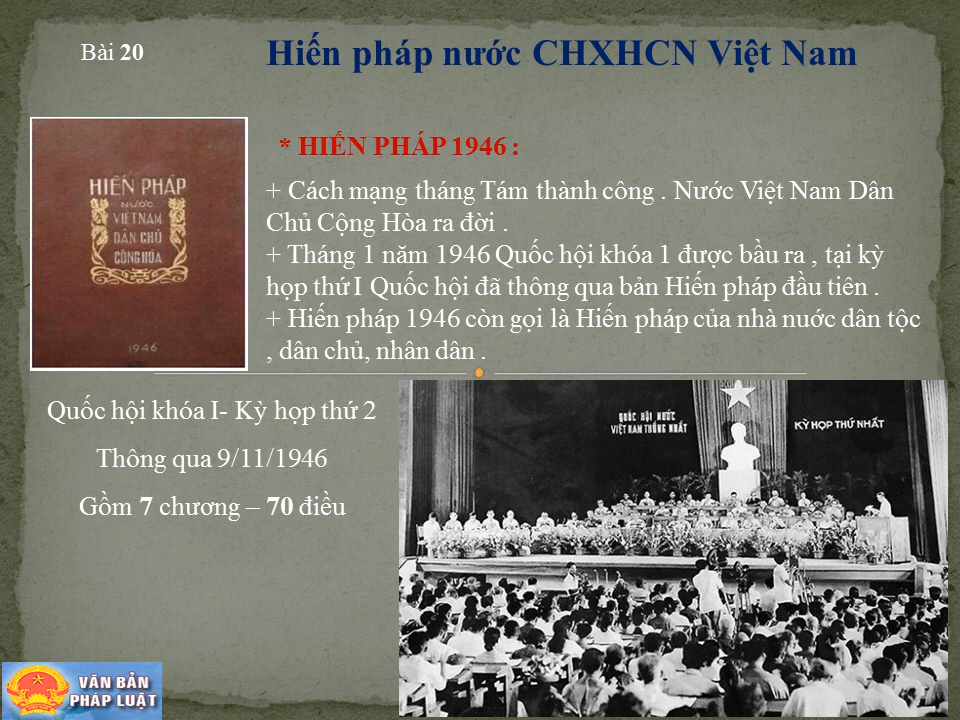 Bài 20
Hiến pháp nước CHXHCN Việt Nam
HIẾN PHÁP
NƯỚC
VIỆT NAM
DÂN CHỦ
CỘNG HÒA
1946
* HIẾN PHÁP 1946 :
+ Cách mạng tháng Tám thành công . Nước Việt Nam Dân
Chủ Cộng Hòa ra đời .
+ Tháng 1 năm 1946 Quốc hội khóa 1 được bầu ra , tại kỳ
họp thứ I Quốc hội đã thông qua bản Hiến pháp đầu tiên .
+ Hiến pháp 1946 còn gọi là Hiến pháp của nhà nuớc dân tộc
, dân chủ, nhân dân .
Quốc hội khóa I- Kỳ họp thứ 2
Thông qua 9/11/1946
Gồm 7 chương – 70 điều
QUỐC HỘI NƯỚC
VIỆT NAM THỐNG NHẤT
KỲ HỌP THỨ NHẤT
VĂN BẢN
PHÁP LUẬT